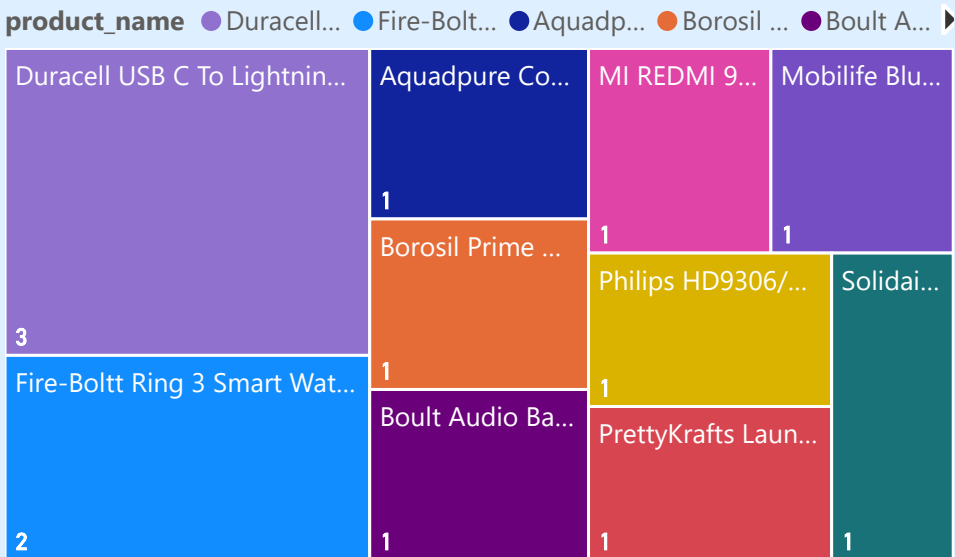 product_name Duracell... Fire-Bolt... Aquadp... Borosil ... Boult A...
Duracell USB C To Lightnin...
3
Fire-Boltt Ring 3 Smart Wat...
2
Aquadpure Co...
1
Borosil Prime ...
1
Boult Audio Ba...
1
MI REDMI 9...
1
Mobilife Blu...
1
Philips HD9306/...
1
PrettyKrafts Laun...
1
Solidai...
1